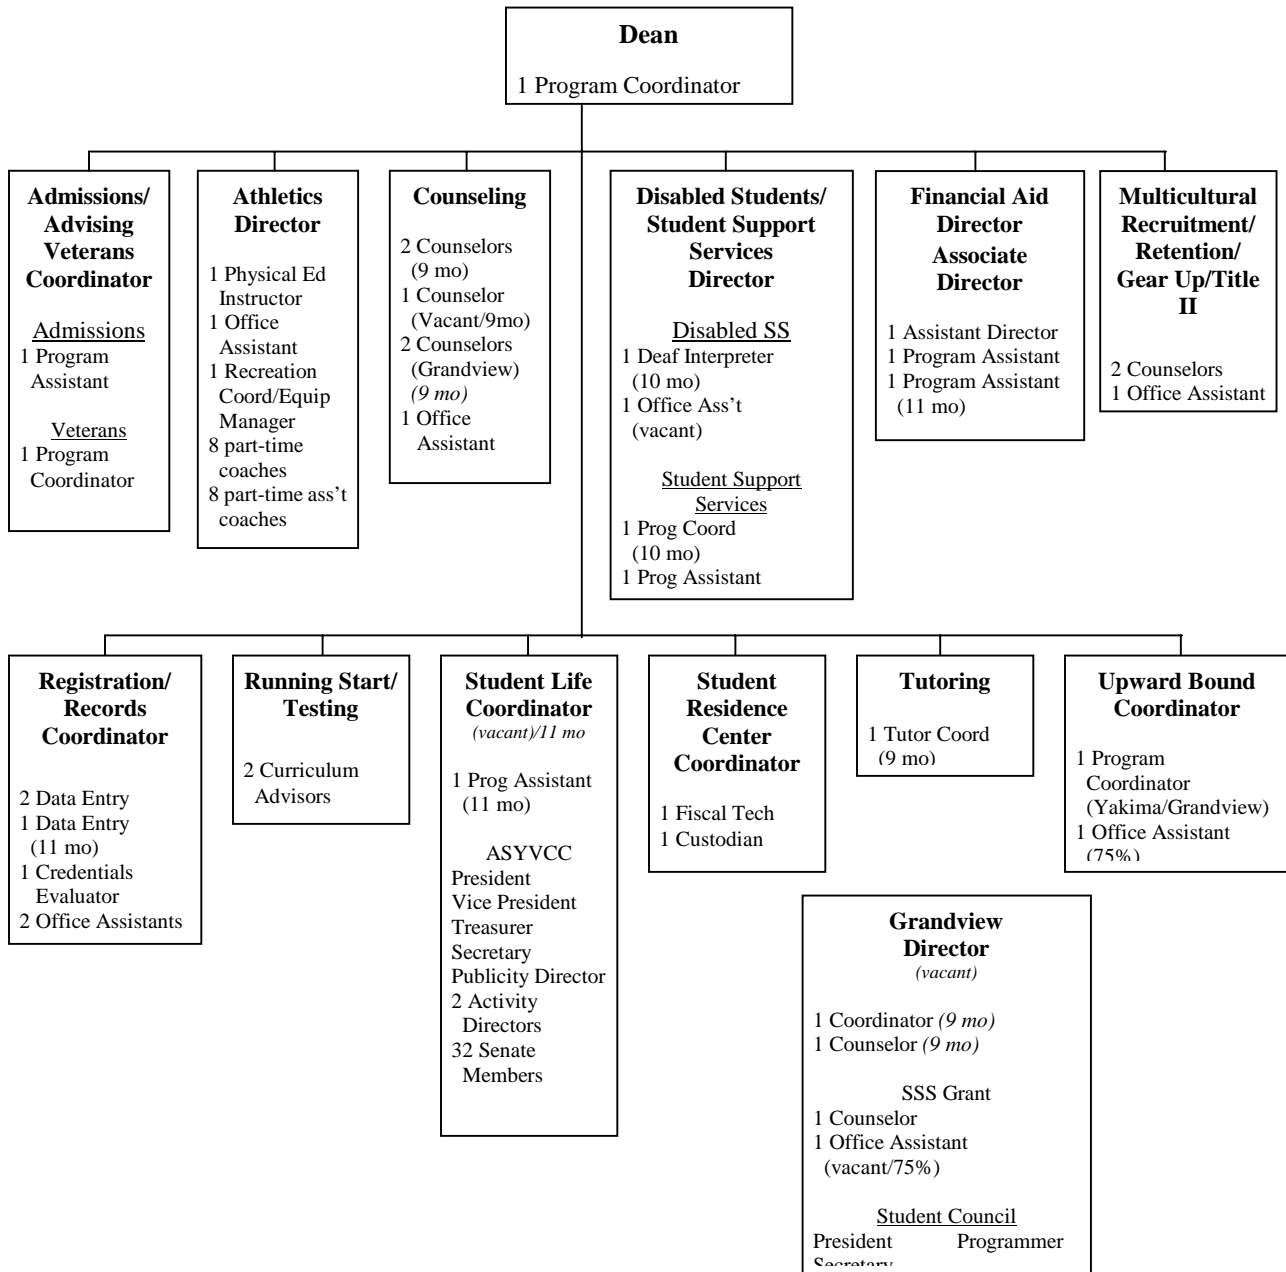 Dean
1 Program Coordinator
Admissions/
Advising
Veterans
Coordinator
Admissions
1 Program
Assistant
Veterans
1 Program
Coordinator
Athletics
Director
1 Physical Ed
Instructor
1 Office
Assistant
1 Recreation
Coord/Equip
Manager
8 part-time
coaches
8 part-time ass't
coaches
Counseling
2 Counselors
(9 mo)
1 Counselor
(Vacant/9mo)
2 Counselors
(Grandview)
(9 mo)
1 Office
Assistant
Disabled Students/
Student Support
Services
Director
Disabled SS
1 Deaf Interpreter
(10 mo)
1 Office Ass't
(vacant)
Student Support
Services
1 Prog Coord
(10 mo)
1 Prog Assistant
Financial Aid
Director
Associate
Director
1 Assistant Director
1 Program Assistant
1 Program Assistant
(11 mo)
Multicultural
Recruitment/
Retention/
Gear Up/Title
II
2 Counselors
1 Office Assistant
Registration/
Records
Coordinator
2 Data Entry
1 Data Entry
(11 mo)
1 Credentials
Evaluator
2 Office Assistants
Running Start/
Testing
2 Curriculum
Advisors
Student Life
Coordinator
(vacant)/11 mo
1 Prog Assistant
(11 mo)
ASYVCC
President
Vice President
Treasurer
Secretary
Publicity Director
2 Activity
Directors
32 Senate
Members
Student
Residence
Center
Coordinator
1 Fiscal Tech
1 Custodian
Tutoring
1 Tutor Coord
(9 mo)
Upward Bound
Coordinator
1 Program
Coordinator
(Yakima/Grandview)
1 Office Assistant
(75%)
Grandview
Director
(vacant)
1 Coordinator (9 mo)
1 Counselor (9 mo)
SSS Grant
1 Counselor
1 Office Assistant
(vacant/75%)
Student Council
President Programmer
Secretary